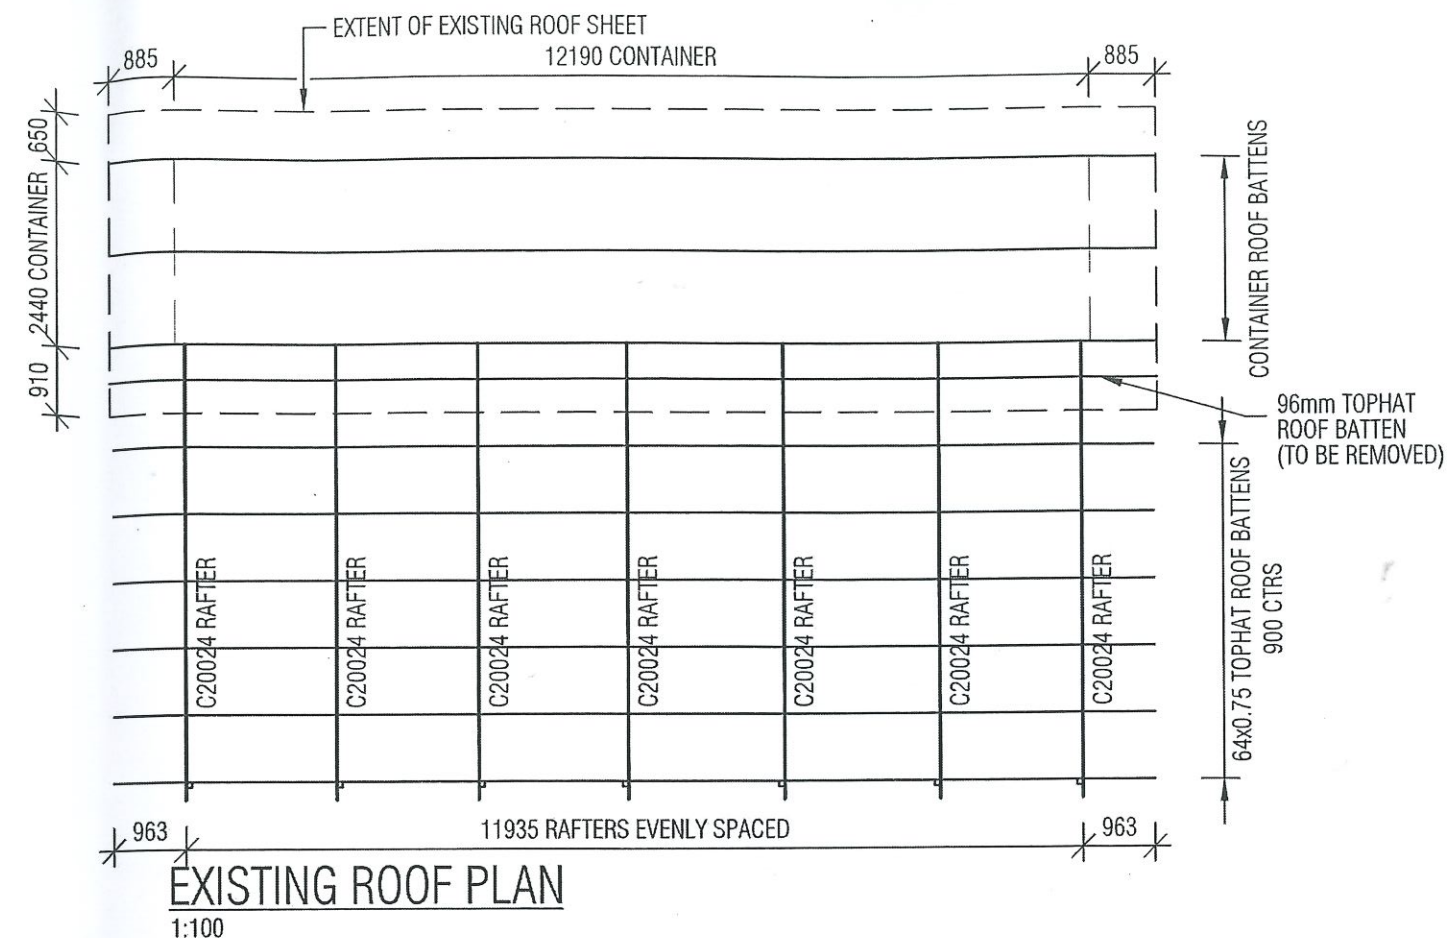 EXTENT OF EXISTING ROOF SHEET
885
12190 CONTAINER
885
650
2440 CONTAINER
910
CONTAINER ROOF BATTENS
96mm TOPHAT
ROOF BATTEN
(TO BE REMOVED)
64x0.75 TOPHAT ROOF BATTENS
900 CTRS
C20024 RAFTER
C20024 RAFTER
C20024 RAFTER
C20024 RAFTER
C20024 RAFTER
C20024 RAFTER
C20024 RAFTER
963
11935 RAFTERS EVENLY SPACED
963
EXISTING ROOF PLAN
1:100